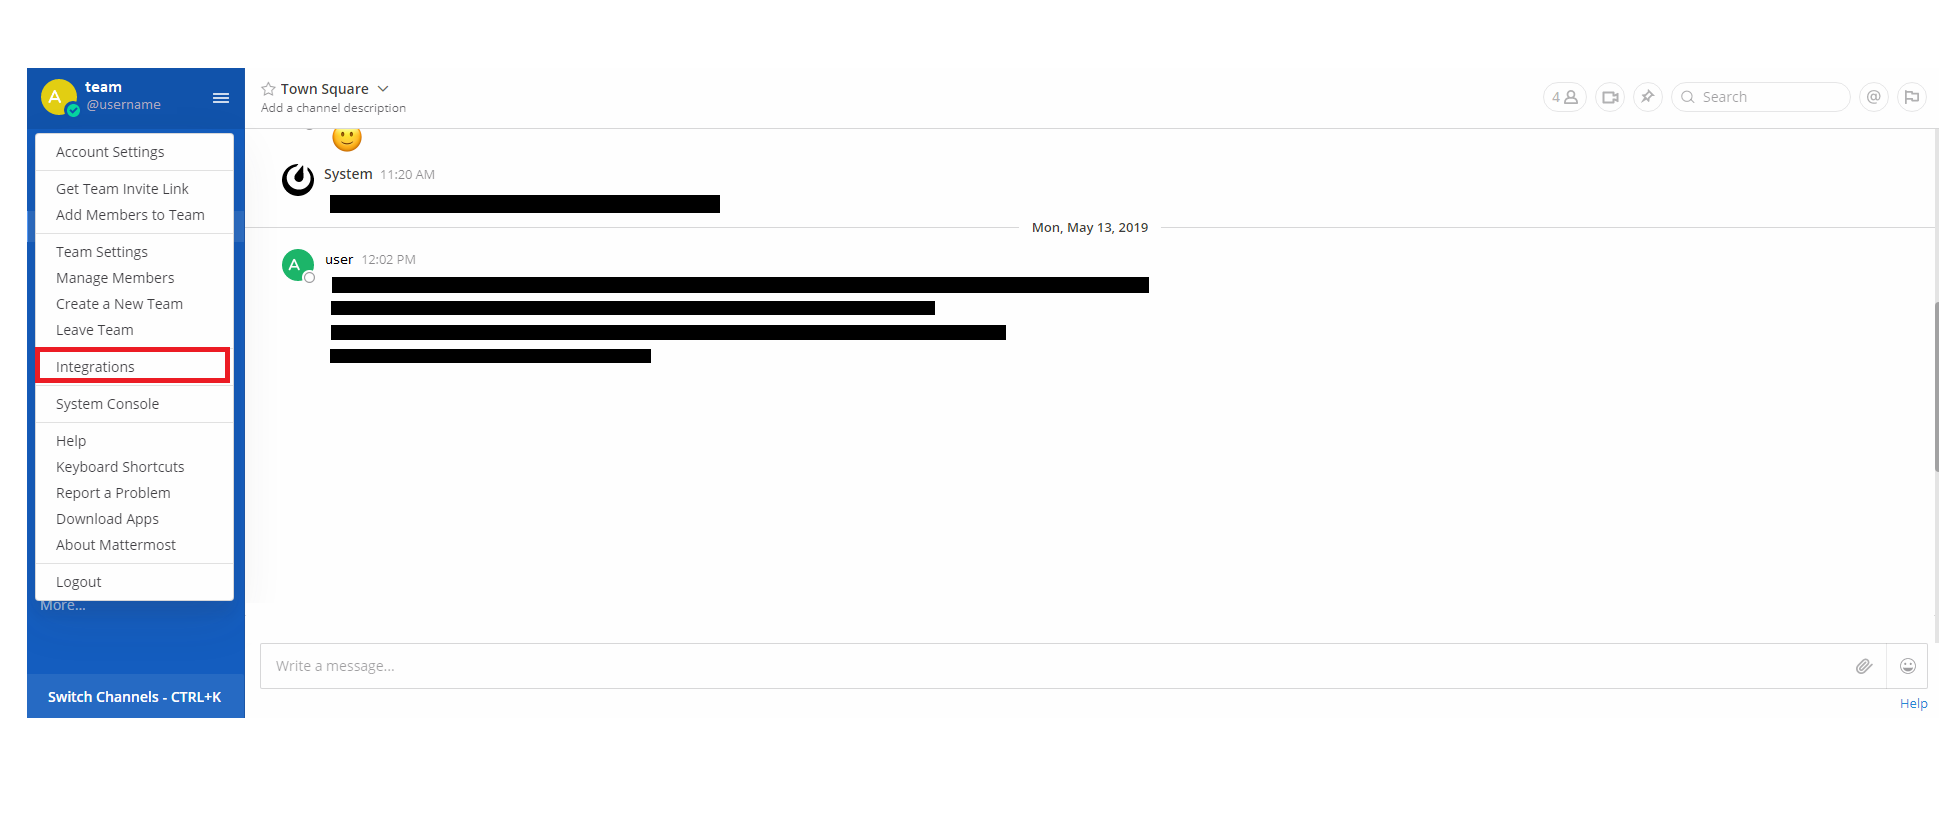 A
team
@username
Account Settings
Get Team Invite Link
Add Members to Team
Team Settings
Manage Members
Create a New Team
Leave Team
Integrations
System Console
Help
Keyboard Shortcuts
Report a Problem
Download Apps
About Mattermost
Logout
More...
Switch Channels - CTRL+K
Town Square
Add a channel description
4
Search
@
System 11:20 AM
Mon, May 13, 2019
A
user 12:02 PM
Write a message...
Help